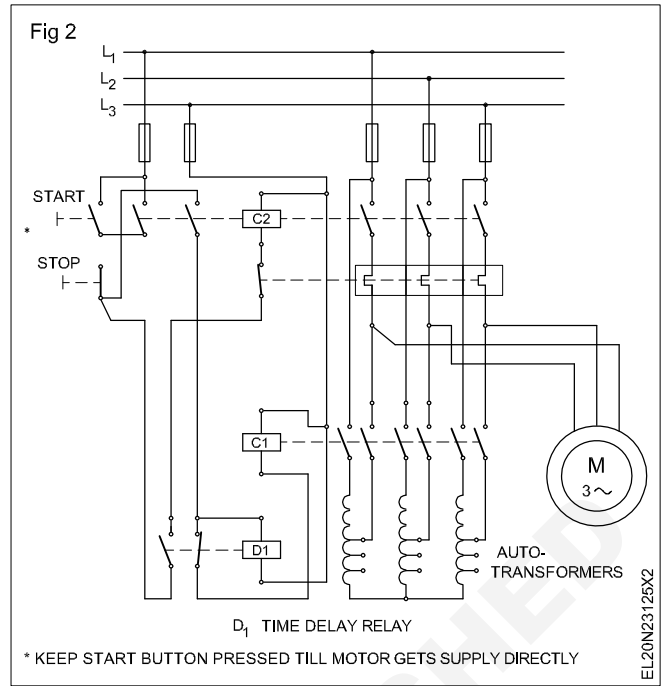 Fig 2
L1
L2
L3
START
*
C2
STOP
C1
M
3~
D1
AUTO-
TRANSFORMERS
D1 TIME DELAY RELAY
* KEEP START BUTTON PRESSED TILL MOTOR GETS SUPPLY DIRECTLY
EL20N23125X2